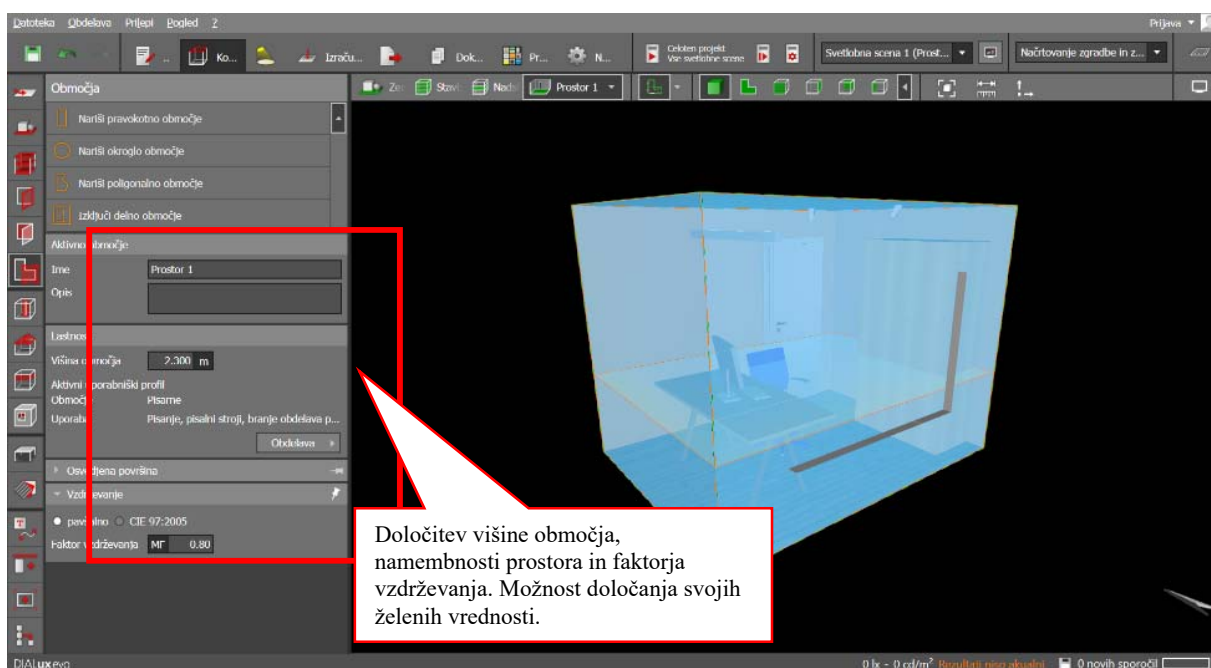 Datoteka Obdelava Prilepi Pogled ?
Prijava
.. Ko... Izraču... Dok... Pr... N...
Celoten projekt
Vse svetlobne scene
Svetlobna scena 1 (Prost...
Načrtovanje zgradbe in z...
Območja
Stavi Nads Prostor 1
Nariši pravokotno območje
Nariši okroglo območje
Nariši poligonalno območje
izključi delno območje
Aktivno območje
Ime Prostor 1
Opis
Višina območja 2.300 m
Aktivni uporabniški profil
Območje Pisarne
Uporaba Pisanje, pisalni stroji, branje obdelava p...
Obdelava
Osvetljena površina
Vzdrževanje
pavšalno CIE 97:2005
Faktor vzdrževanja MF 0.80
Določitev višine območja,
namembnosti prostora in faktorja
vzdrževanja. Možnost določanja svojih
želenih vrednosti.
DIALux evo
0 lx - 0 cd/m² Rezultati niso aktualni 0 novih sporočil